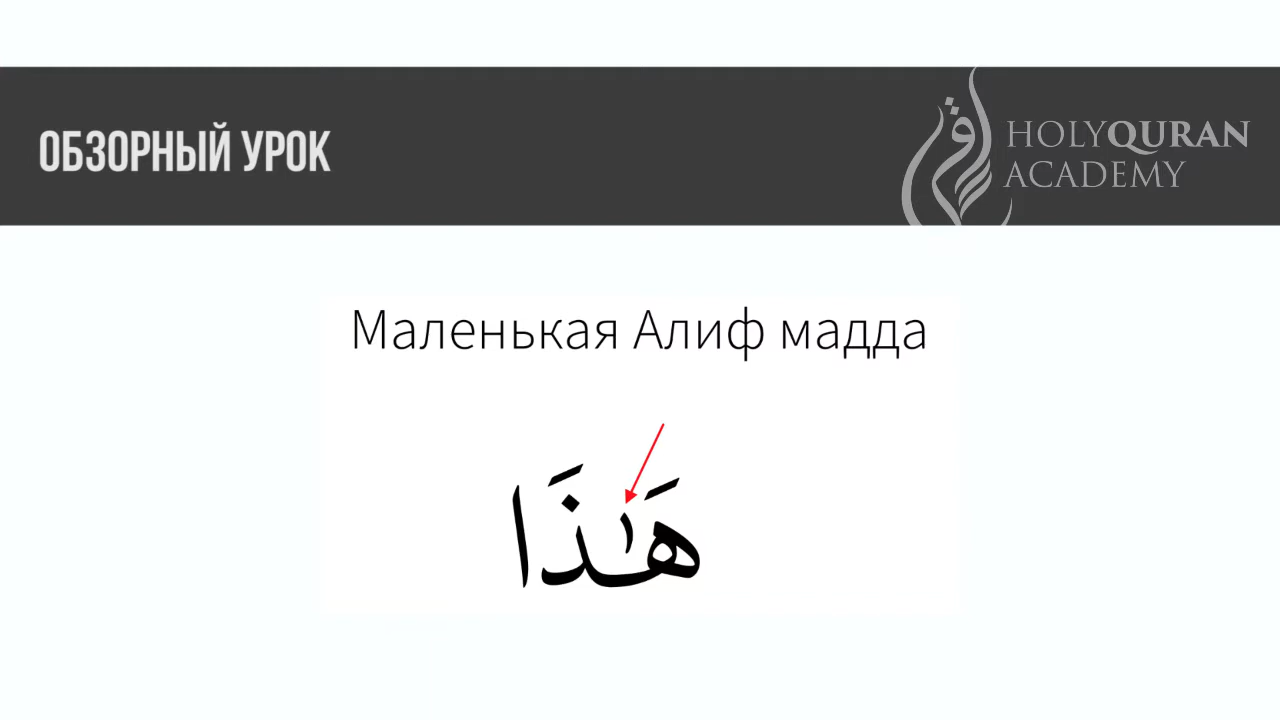 ОБЗОРНЫЙ УРОК
HOLYQURAN
ACADEMY
Маленькая Алиф мадда
هَـٰذَا